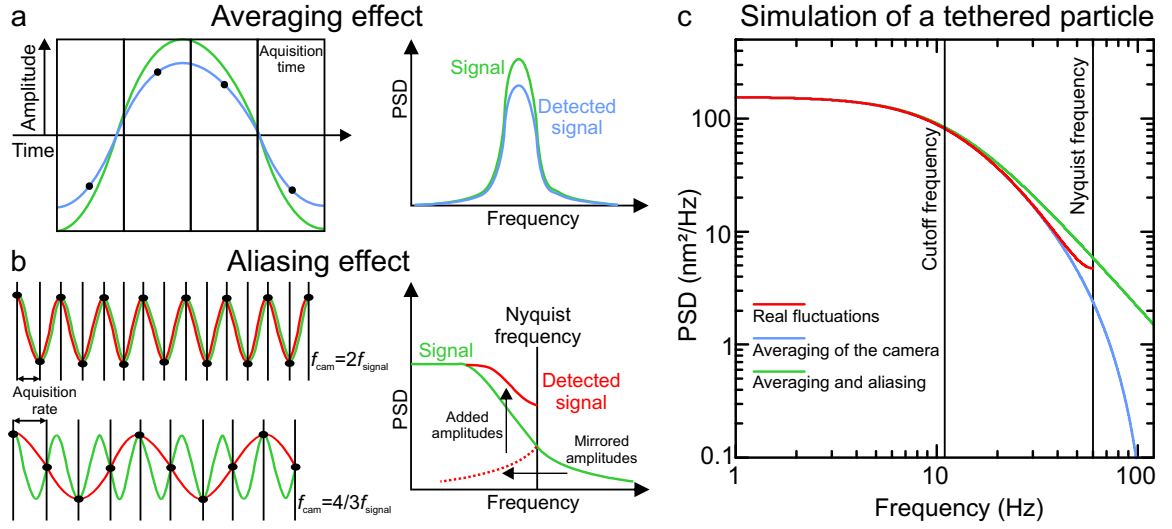 a
Averaging effect
Amplitude
Time
Aquisition
time
PSD
Signal
Detected
signal
Frequency
b
Aliasing effect
f_cam=2f_signal
Aquisition
rate
f_cam=4/3f_signal
PSD
Nyquist
frequency
Signal
Detected
signal
Added
amplitudes
Mirrored
amplitudes
Frequency
c
Simulation of a tethered particle
PSD (nm²/Hz)
100
10
1
0.1
Cutoff frequency
Nyquist frequency
Real fluctuations
Averaging of the camera
Averaging and aliasing
1
10
100
Frequency (Hz)